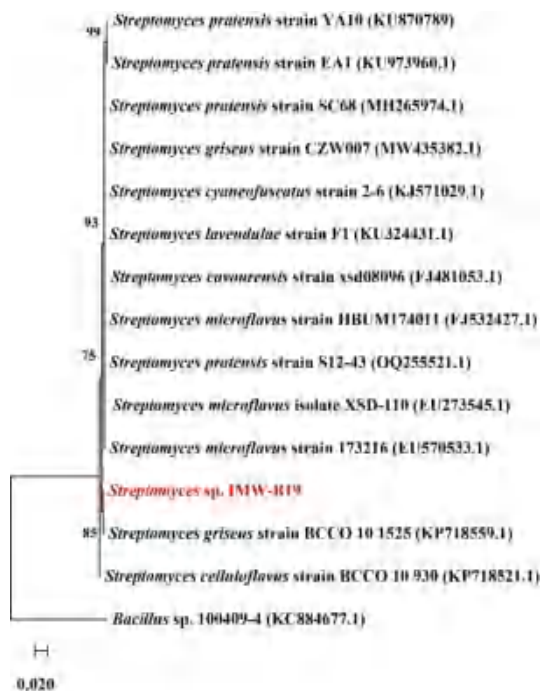 99
Streptomyces pratensis strain YA10 (KU870789)
Streptomyces pratensis strain EA1 (KU973960.1)
Streptomyces pratensis strain SC68 (MH265974.1)
Streptomyces griseus strain CZW007 (MW435382.1)
Streptomyces cyaneofuscatus strain 2-6 (KJ571029.1)
93
Streptomyces lavendulae strain F1 (KU324431.1)
Streptomyces cavourensis strain xsd08096 (FJ481053.1)
Streptomyces microflavus strain HBUM174011 (FJ532427.1)
75
Streptomyces pratensis strain S12-43 (OQ255521.1)
Streptomyces microflavus isolate XSD-110 (EU273545.1)
Streptomyces microflavus strain 173216 (EU570533.1)
Streptomyces sp. IMW-R19
85
Streptomyces griseus strain BCCO 10 1525 (KP718559.1)
Streptomyces celluloflavus strain BCCO 10 930 (KP718521.1)
Bacillus sp. 100409-4 (KC884677.1)
0.020